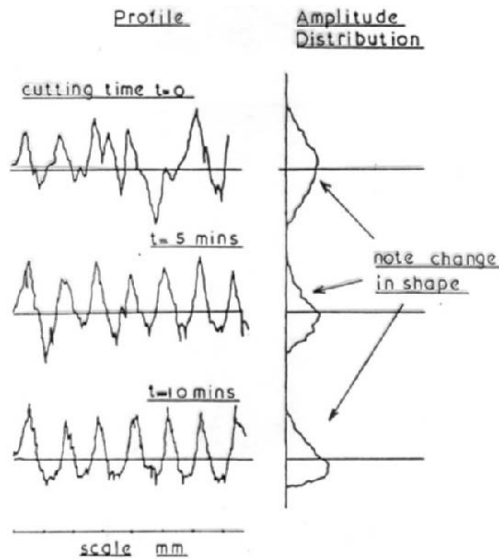 Profile
Amplitude
Distribution
cutting time t=0
t=5 mins
note change
in shape
t=10 mins
scale mm